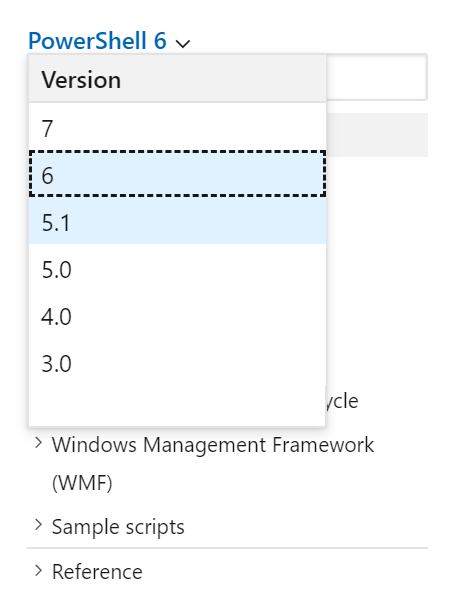 PowerShell 6
Version
7
6
5.1
5.0
4.0
3.0
Windows Management Framework
(WMF)
Sample scripts
Reference